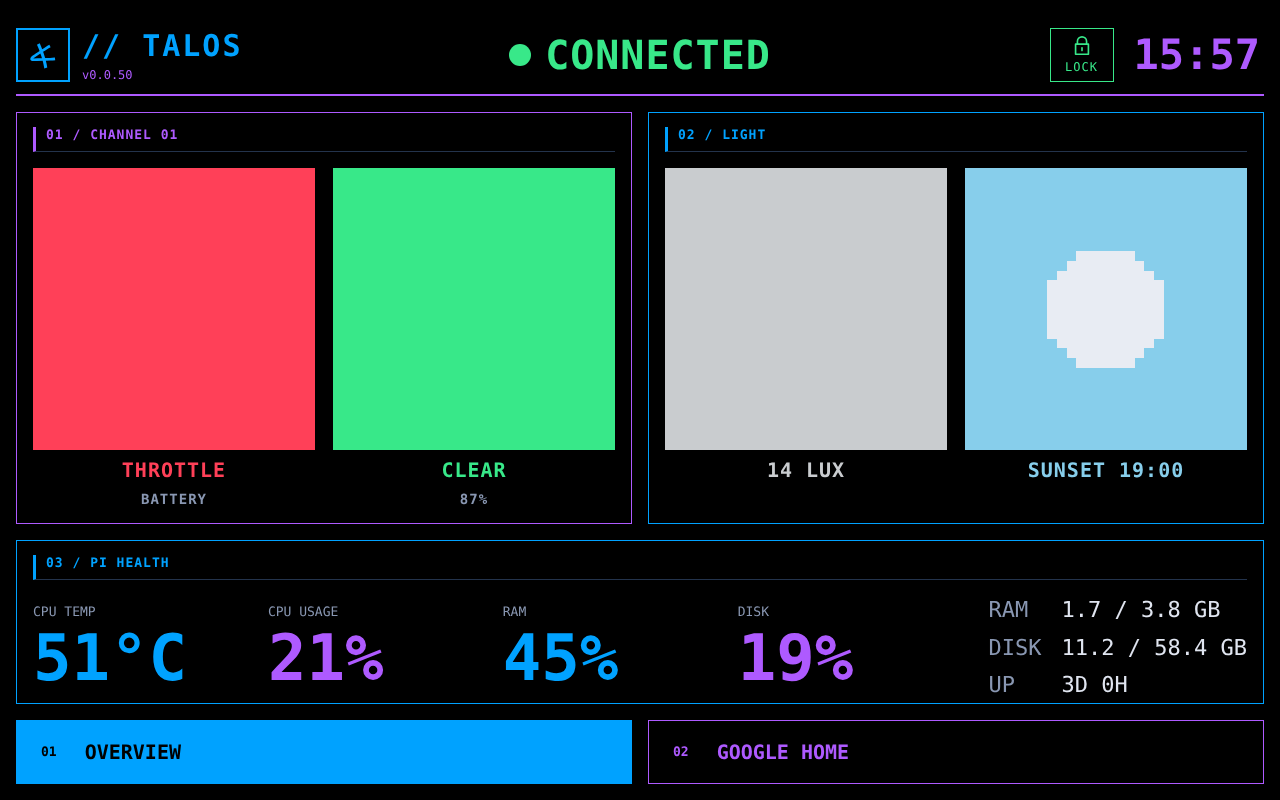 // TALOS
v0.0.50
CONNECTED
LOCK
15:57
01 / CHANNEL 01
THROTTLE
BATTERY
CLEAR
87%
02 / LIGHT
14 LUX
SUNSET 19:00
03 / PI HEALTH
CPU TEMP
51°C
CPU USAGE
21%
RAM
45%
DISK
19%
RAM 1.7 / 3.8 GB
DISK 11.2 / 58.4 GB
UP 3D 0H
01 OVERVIEW
02 GOOGLE HOME